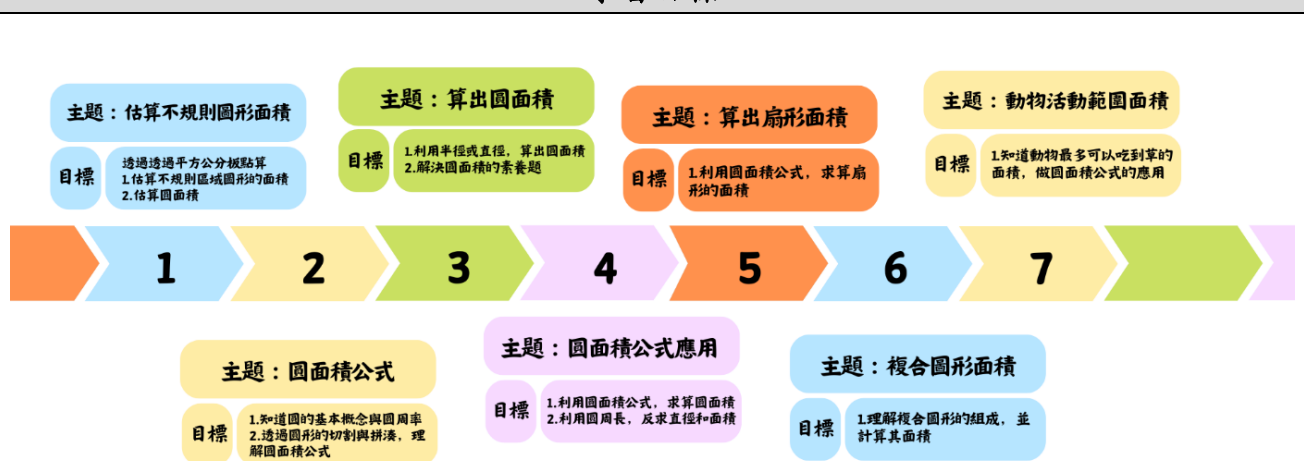 主題：估算不規則圖形面積
目標
透過透過平方公分板點算
1.估算不規則區域圖形的面積
2.估算圓面積
主題：算出圓面積
目標
1.利用半徑或直徑，算出圓面積
2.解決圓面積的素養題
主題：算出扇形面積
目標
1.利用圓面積公式，求算扇
形的面積
主題：動物活動範圍面積
目標
1.知道動物最多可以吃到草的
面積，做圓面積公式的應用
1
2
3
4
5
6
7
主題：圓面積公式
目標
1.知道圓的基本概念與圓周率
2.透過圓形的切割與拼湊，理
解圓面積公式
主題：圓面積公式應用
目標
1.利用圓面積公式，求算圓面積
2.利用圓周長，反求直徑和面積
主題：複合圖形面積
目標
1.理解複合圖形的組成，並
計算其面積